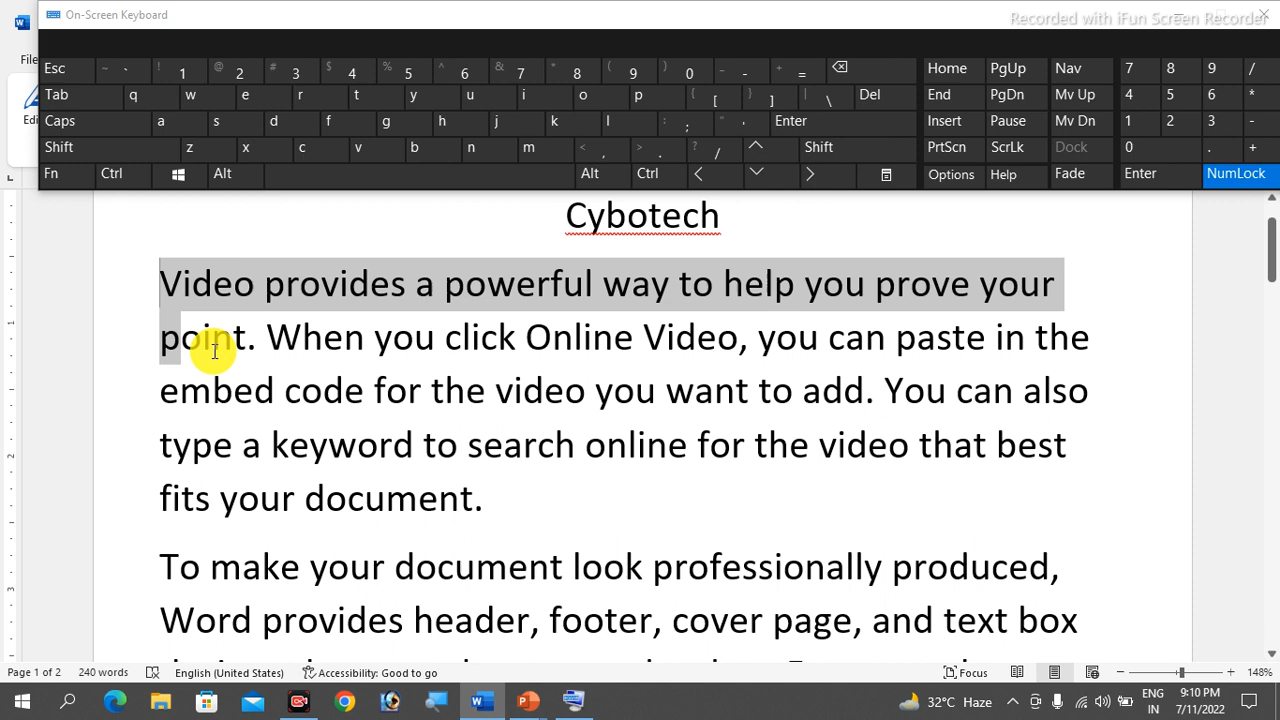 On-Screen Keyboard
Recorded with iFun Screen Recorder
Esc ~ ` ! 1 @ 2 # 3 $ 4 % 5 ^ 6 & 7 * 8 ( 9 ) 0 _ - + = Home PgUp Nav 7 8 9 /
Tab q w e r t y u i o p { [ } ] | \ Del End PgDn Mv Up 4 5 6 *
Caps a s d f g h j k l : ; " ' Enter Insert Pause Mv Dn 1 2 3 -
Shift z x c v b n m < , > . ? / Shift PrtScn ScrLk Dock 0 . +
Fn Ctrl Alt Alt Ctrl Options Help Fade Enter NumLock
File
Edi
Cybotech
Video provides a powerful way to help you prove your
point. When you click Online Video, you can paste in the
embed code for the video you want to add. You can also
type a keyword to search online for the video that best
fits your document.
To make your document look professionally produced,
Word provides header, footer, cover page, and text box
Page 1 of 2 240 words English (United States) Accessibility: Good to go Focus 148%
32°C Haze ENG IN 9:10 PM 7/11/2022